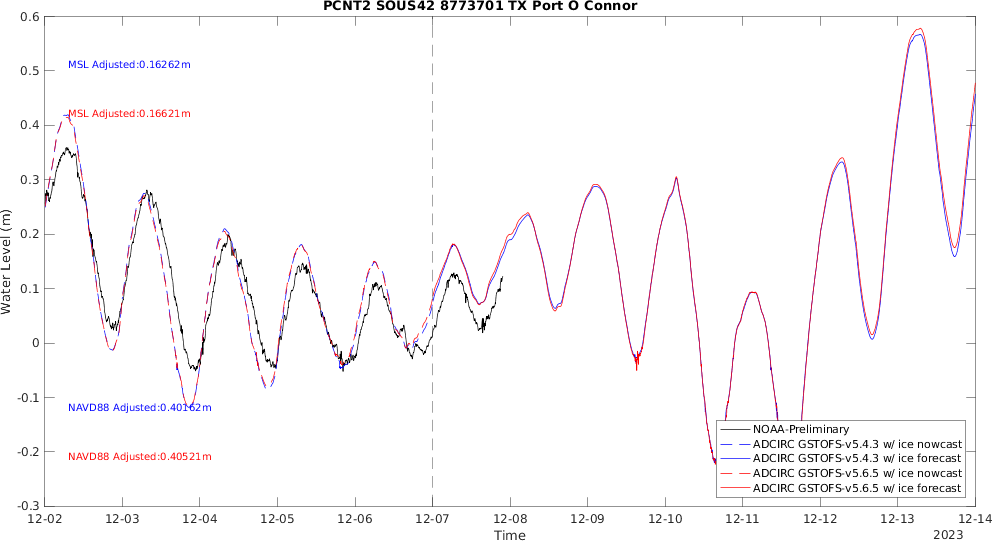 PCNT2 SOUS42 8773701 TX Port O Connor
0.6
0.5
0.4
0.3
0.2
0.1
0
-0.1
-0.2
-0.3
Water Level (m)
MSL Adjusted:0.16262m
MSL Adjusted:0.16621m
NAVD88 Adjusted:0.40162m
NAVD88 Adjusted:0.40521m
NOAA-Preliminary
ADCIRC GSTOFS-v5.4.3 w/ ice nowcast
ADCIRC GSTOFS-v5.4.3 w/ ice forecast
ADCIRC GSTOFS-v5.6.5 w/ ice nowcast
ADCIRC GSTOFS-v5.6.5 w/ ice forecast
12-02 12-03 12-04 12-05 12-06 12-07 12-08 12-09 12-10 12-11 12-12 12-13 12-14
Time
2023